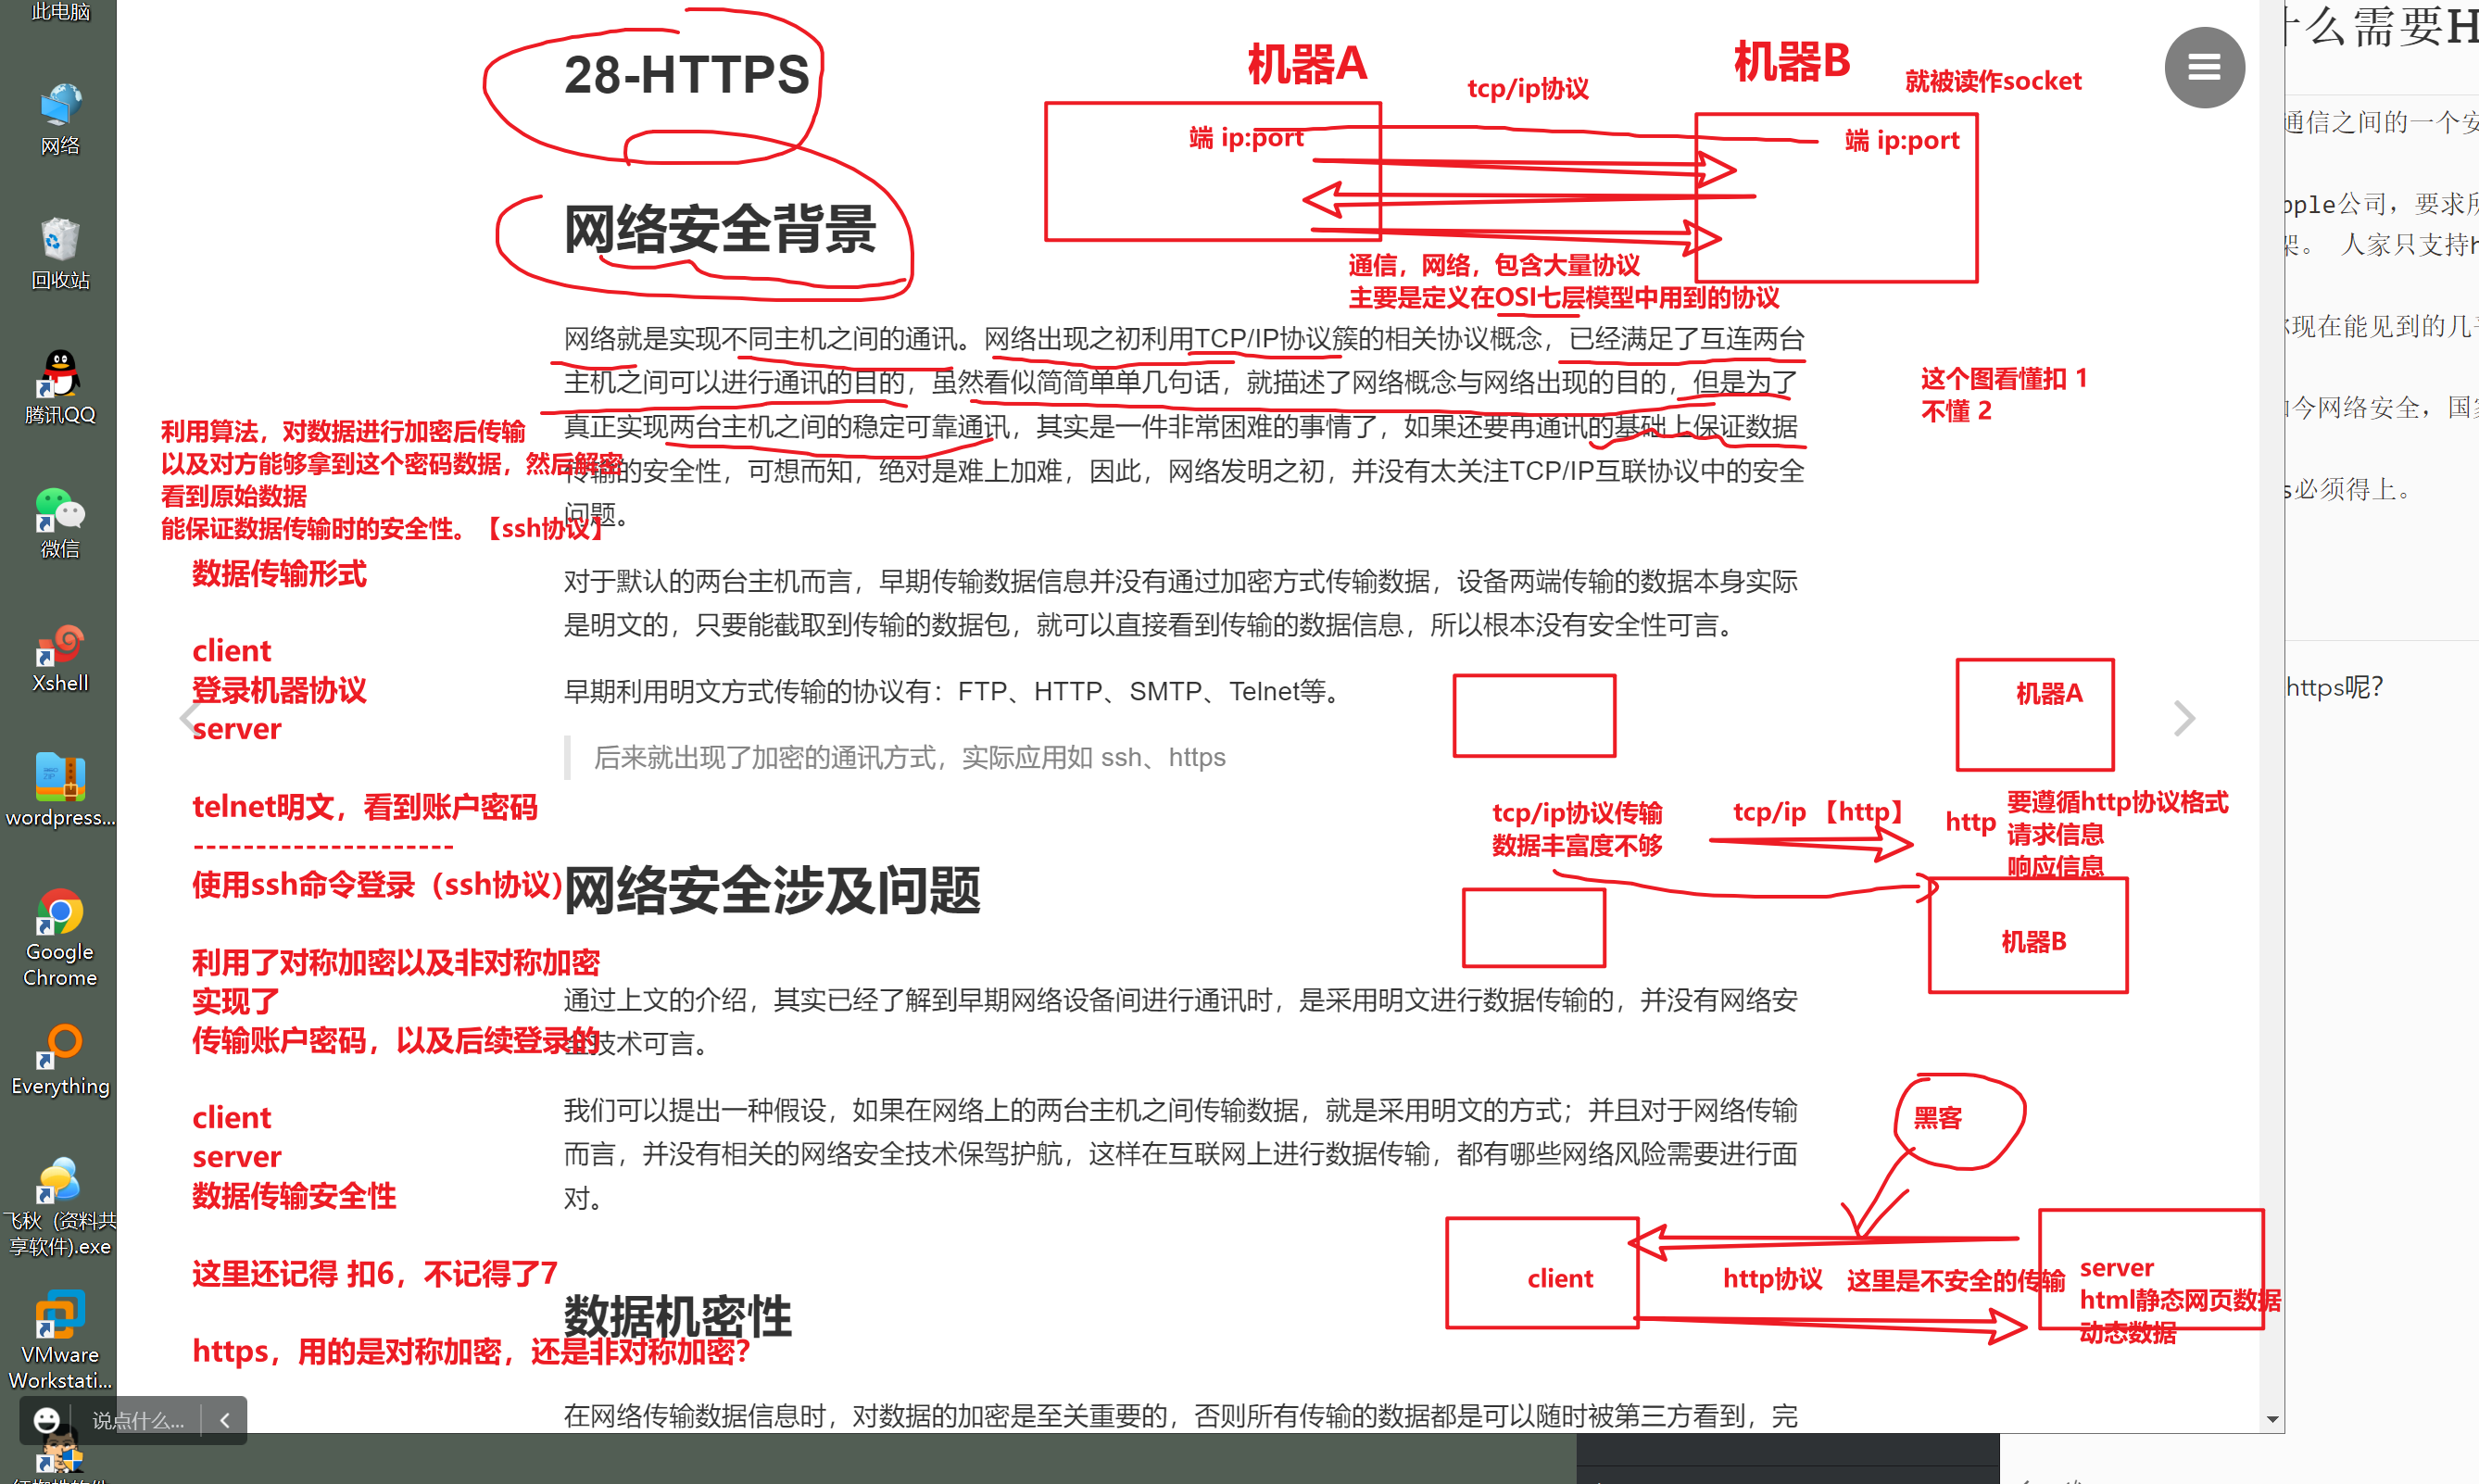 此电脑
网络
回收站
腾讯QQ
微信
Xshell
wordpress...
Google
Chrome
Everything
飞秋（资料共
享软件).exe
VMware
Workstati...
说点什么...
28-HTTPS
机器A
tcp/ip协议
机器B
就被读作socket
端 ip:port
端 ip:port
网络安全背景
通信，网络，包含大量协议
主要是定义在OSI七层模型中用到的协议
网络就是实现不同主机之间的通讯。网络出现之初利用TCP/IP协议簇的相关协议概念，已经满足了互连两台
主机之间可以进行通讯的目的，虽然看似简简单单几句话，就描述了网络概念与网络出现的目的，但是为了
真正实现两台主机之间的稳定可靠通讯，其实是一件非常困难的事情了，如果还要再通讯的基础上保证数据
传输的安全性，可想而知，绝对是难上加难，因此，网络发明之初，并没有太关注TCP/IP互联协议中的安全
问题。
这个图看懂扣 1
不懂 2
利用算法，对数据进行加密后传输
以及对方能够拿到这个密码数据，然后解密
看到原始数据
能保证数据传输时的安全性。【ssh协议】
数据传输形式
client
登录机器协议
server
telnet明文，看到账户密码
---------------------
使用ssh命令登录（ssh协议）
利用了对称加密以及非对称加密
实现了
传输账户密码，以及后续登录的
client
server
数据传输安全性
这里还记得 扣6，不记得了7
https，用的是对称加密，还是非对称加密？
对于默认的两台主机而言，早期传输数据信息并没有通过加密方式传输数据，设备两端传输的数据本身实际
是明文的，只要能截取到传输的数据包，就可以直接看到传输的数据信息，所以根本没有安全性可言。
早期利用明文方式传输的协议有：FTP、HTTP、SMTP、Telnet等。
后来就出现了加密的通讯方式，实际应用如 ssh、https
机器A
tcp/ip协议传输
数据丰富度不够
tcp/ip 【http】
http
要遵循http协议格式
请求信息
响应信息
机器B
网络安全涉及问题
通过上文的介绍，其实已经了解到早期网络设备间进行通讯时，是采用明文进行数据传输的，并没有网络安
全技术可言。
我们可以提出一种假设，如果在网络上的两台主机之间传输数据，就是采用明文的方式；并且对于网络传输
而言，并没有相关的网络安全技术保驾护航，这样在互联网上进行数据传输，都有哪些网络风险需要进行面
对。
黑客
client
http协议
这里是不安全的传输
server
html静态网页数据
动态数据
数据机密性
在网络传输数据信息时，对数据的加密是至关重要的，否则所有传输的数据都是可以随时被第三方看到，完
么需要H
通信之间的一个安
pple公司，要求所
架。 人家只支持h
现在能见到的几乎
今网络安全，国家
s必须得上。
https呢？